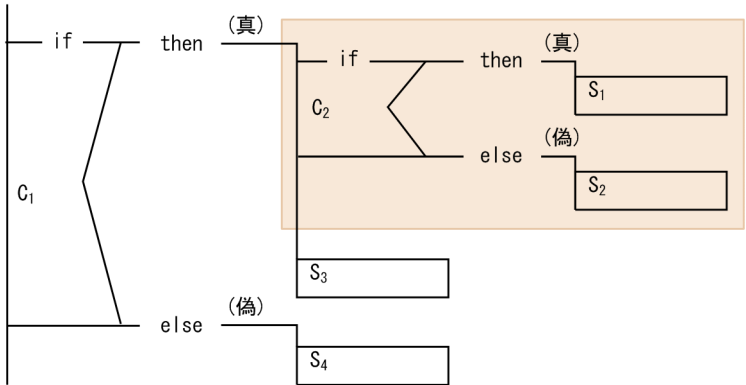 if then (真)
if then (真)
S1
C2
else (偽)
S2
C1
S3
else (偽)
S4